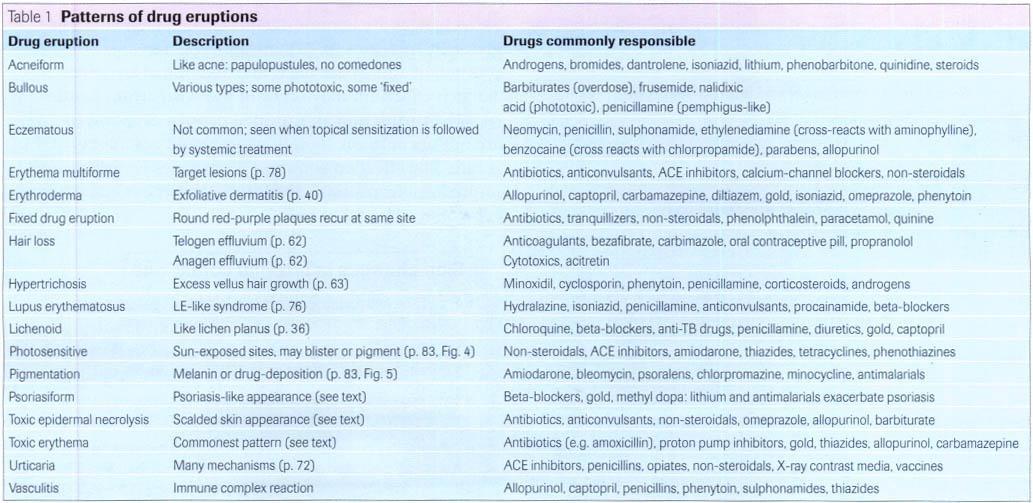 Table 1 Patterns of drug eruptions
Drug eruption Description Drugs commonly responsible
Acneiform Like acne: papulopustules, no comedones Androgens, bromides, dantrolene, isoniazid, lithium, phenobarbitone, quinidine, steroids
Bullous Various types; some phototoxic, some 'fixed' Barbiturates (overdose), frusemide, nalidixic
acid (phototoxic), penicillamine (pemphigus-like)
Eczematous Not common; seen when topical sensitization is followed Neomycin, penicillin, sulphonamide, ethylenediamine (cross-reacts with aminophylline),
by systemic treatment benzocaine (cross reacts with chlorpropamide), parabens, allopurinol
Erythema multiforme Target lesions (p. 78) Antibiotics, anticonvulsants, ACE inhibitors, calcium-channel blockers, non-steroidals
Erythroderma Exfoliative dermatitis (p. 40) Allopurinol, captopril, carbamazepine, diltiazem, gold, isoniazid, omeprazole, phenytoin
Fixed drug eruption Round red-purple plaques recur at same site Antibiotics, tranquillizers, non-steroidals, phenolphthalein, paracetamol, quinine
Hair loss Telogen effluvium (p. 62) Anticoagulants, bezafibrate, carbimazole, oral contraceptive pill, propranolol
Anagen effluvium (p. 62) Cytotoxics, acitretin
Hypertrichosis Excess vellus hair growth (p. 63) Minoxidil, cyclosporin, phenytoin, penicillamine, corticosteroids, androgens
Lupus erythematosus LE-like syndrome (p. 76) Hydralazine, isoniazid, penicillamine, anticonvulsants, procainamide, beta-blockers
Lichenoid Like lichen planus (p. 36) Chloroquine, beta-blockers, anti-TB drugs, penicillamine, diuretics, gold, captopril
Photosensitive Sun-exposed sites, may blister or pigment (p. 83, Fig. 4) Non-steroidals, ACE inhibitors, amiodarone, thiazides, tetracyclines, phenothiazines
Pigmentation Melanin or drug-deposition (p. 83, Fig. 5) Amiodarone, bleomycin, psoralens, chlorpromazine, minocycline, antimalarials
Psoriasiform Psoriasis-like appearance (see text) Beta-blockers, gold, methyl dopa: lithium and antimalarials exacerbate psoriasis
Toxic epidermal necrolysis Scalded skin appearance (see text) Antibiotics, anticonvulsants, non-steroidals, omeprazole, allopurinol, barbiturate
Toxic erythema Commonest pattern (see text) Antibiotics (e.g. amoxicillin), proton pump inhibitors, gold, thiazides, allopurinol, carbamazepine
Urticaria Many mechanisms (p. 72) ACE inhibitors, penicillins, opiates, non-steroidals, X-ray contrast media, vaccines
Vasculitis Immune complex reaction Allopurinol, captopril, penicillins, phenytoin, sulphonamides, thiazides